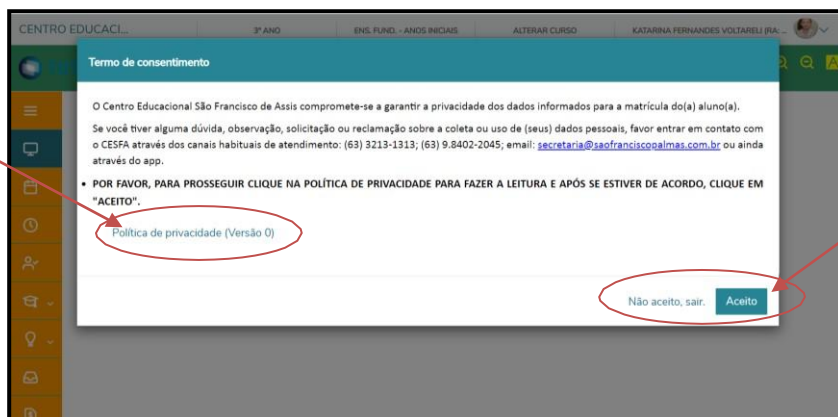 CENTRO EDUCACI...
3º ANO
ENS. FUND. - ANOS INICIAIS
ALTERAR CURSO
KATARINA FERNANDES VOLTARELI (RA: ...
Termo de consentimento
O Centro Educacional São Francisco de Assis compromete-se a garantir a privacidade dos dados informados para a matrícula do(a) aluno(a).
Se você tiver alguma dúvida, observação, solicitação ou reclamação sobre a coleta ou uso de (seus) dados pessoais, favor entrar em contato com
o CESFA através dos canais habituais de atendimento: (63) 3213-1313; (63) 9.8402-2045; email: secretaria@saofranciscopalmas.com.br ou ainda
através do app.
• POR FAVOR, PARA PROSSEGUIR CLIQUE NA POLÍTICA DE PRIVACIDADE PARA FAZER A LEITURA E APÓS SE ESTIVER DE ACORDO, CLIQUE EM
"ACEITO".
Política de privacidade (Versão 0)
Não aceito, sair.
Aceito